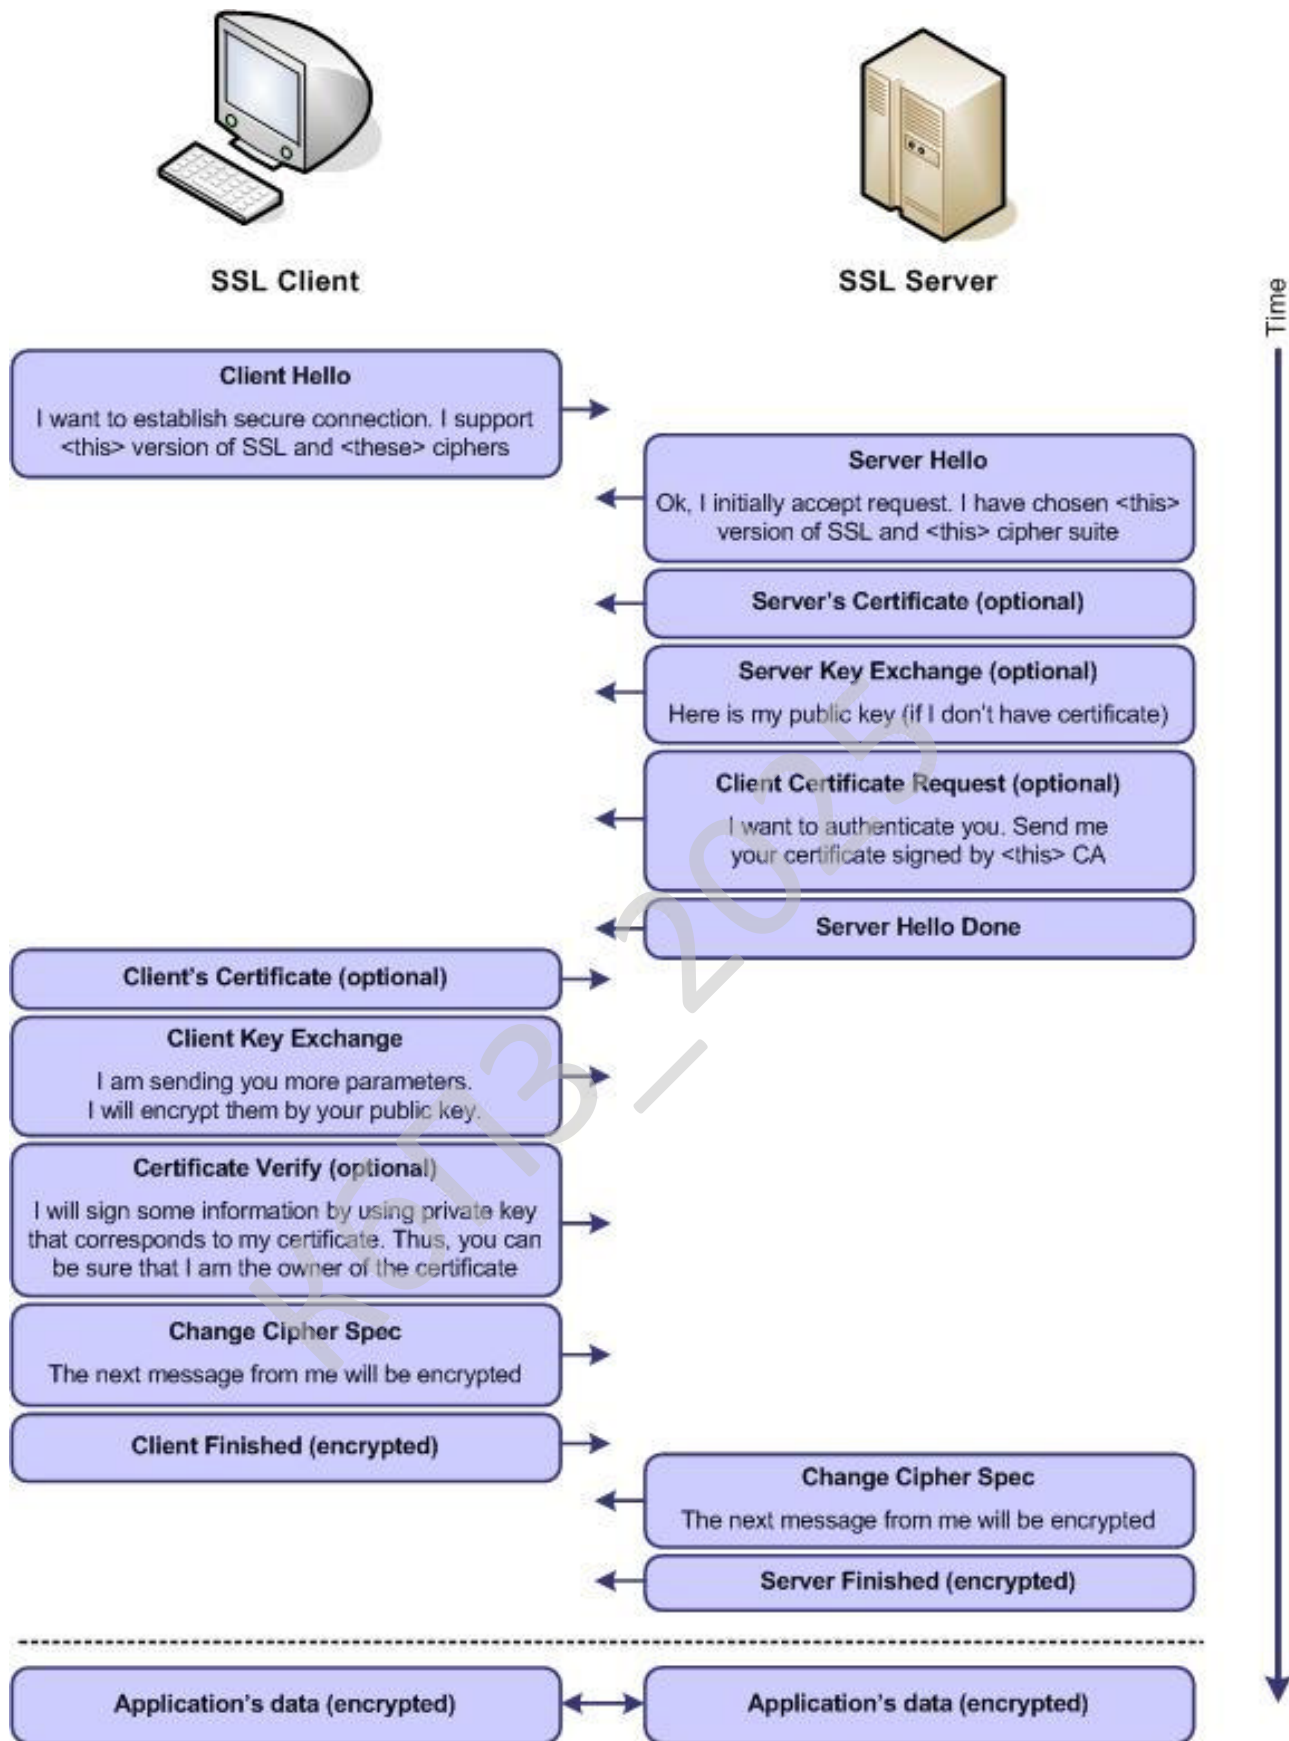 SSL Client
SSL Server
Time
Client Hello
I want to establish secure connection. I support
<this> version of SSL and <these> ciphers
Server Hello
Ok, I initially accept request. I have chosen <this>
version of SSL and <this> cipher suite
Server's Certificate (optional)
Server Key Exchange (optional)
Here is my public key (if I don't have certificate)
Client Certificate Request (optional)
I want to authenticate you. Send me
your certificate signed by <this> CA
Server Hello Done
Client's Certificate (optional)
Client Key Exchange
I am sending you more parameters.
I will encrypt them by your public key.
Certificate Verify (optional)
I will sign some information by using private key
that corresponds to my certificate. Thus, you can
be sure that I am the owner of the certificate
Change Cipher Spec
The next message from me will be encrypted
Client Finished (encrypted)
Change Cipher Spec
The next message from me will be encrypted
Server Finished (encrypted)
Application's data (encrypted)
Application's data (encrypted)
КОПЗ_2025